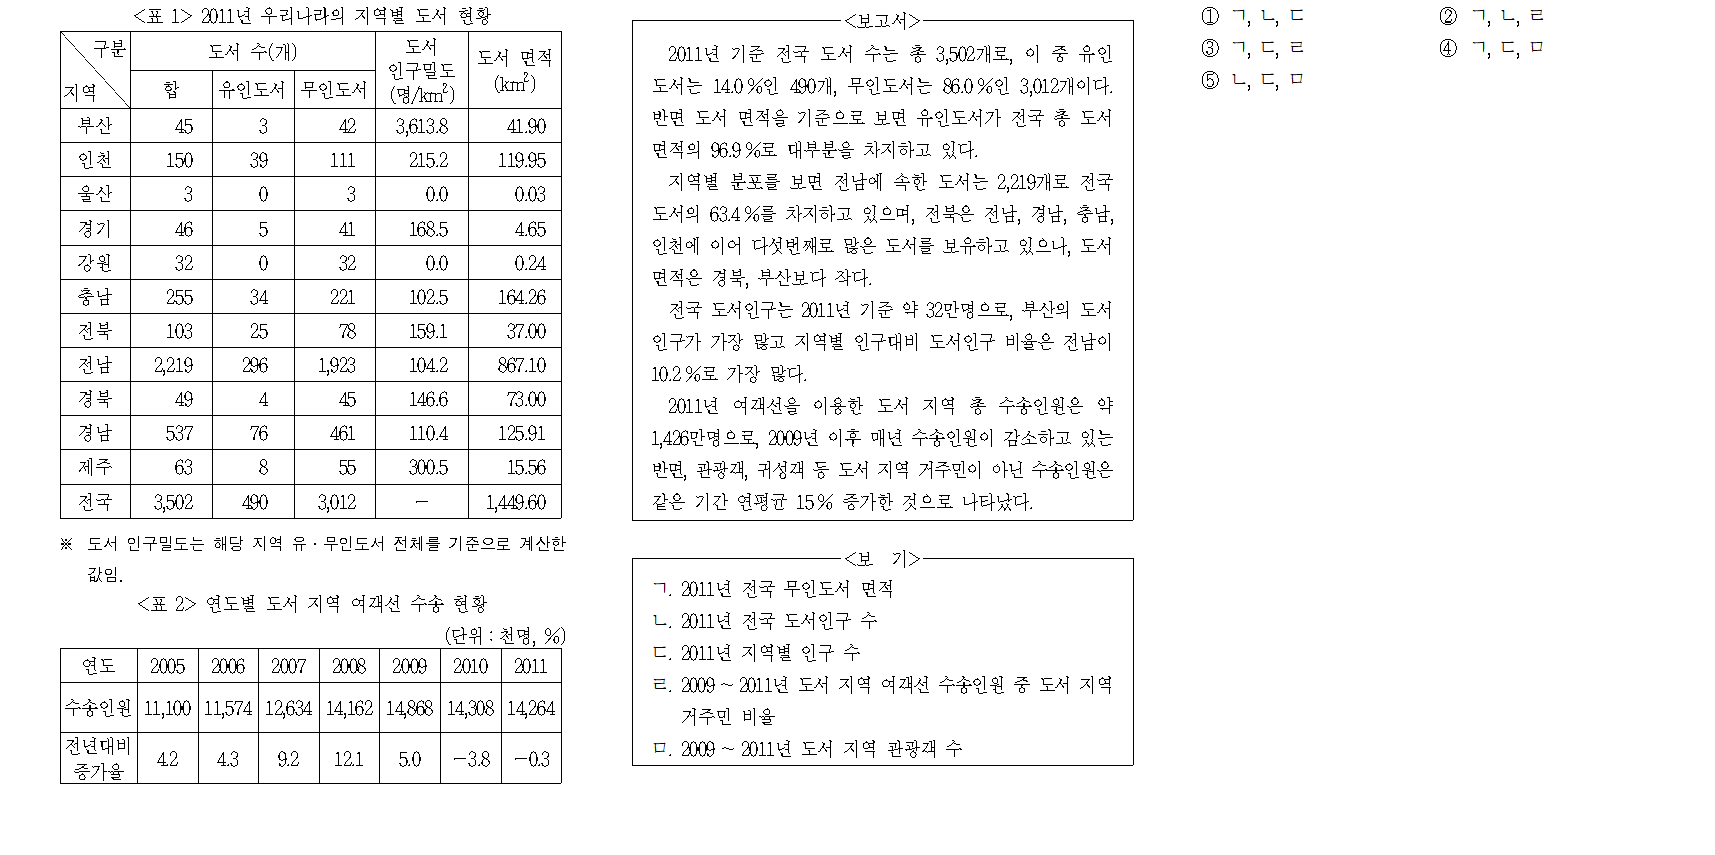 <표 1> 2011년 우리나라의 지역별 도서 현황
구분 지역 도서 수(개) 도서 인구밀도 (명/km²) 도서 면적 (km²)
합 유인도서 무인도서
부산 45 3 42 3,613.8 41.90
인천 150 39 111 215.2 119.95
울산 3 0 3 0.0 0.03
경기 46 5 41 168.5 4.65
강원 32 0 32 0.0 0.24
충남 255 34 221 102.5 164.26
전북 103 25 78 159.1 37.00
전남 2,219 296 1,923 104.2 867.10
경북 49 4 45 146.6 73.00
경남 537 76 461 110.4 125.91
제주 63 8 55 300.5 15.56
전국 3,502 490 3,012 － 1,449.60
※ 도서 인구밀도는 해당 지역 유·무인도서 전체를 기준으로 계산한
값임.
<표 2> 연도별 도서 지역 여객선 수송 현황
(단위 : 천명, %)
연도 2005 2006 2007 2008 2009 2010 2011
수송인원 11,100 11,574 12,634 14,162 14,868 14,308 14,264
전년대비 증가율 4.2 4.3 9.2 12.1 5.0 －3.8 －0.3
<보고서>
2011년 기준 전국 도서 수는 총 3,502개로, 이 중 유인
도서는 14.0 %인 490개, 무인도서는 86.0 %인 3,012개이다.
반면 도서 면적을 기준으로 보면 유인도서가 전국 총 도서
면적의 96.9 %로 대부분을 차지하고 있다.
지역별 분포를 보면 전남에 속한 도서는 2,219개로 전국
도서의 63.4 %를 차지하고 있으며, 전북은 전남, 경남, 충남,
인천에 이어 다섯번째로 많은 도서를 보유하고 있으나, 도서
면적은 경북, 부산보다 작다.
전국 도서인구는 2011년 기준 약 32만명으로, 부산의 도서
인구가 가장 많고 지역별 인구대비 도서인구 비율은 전남이
10.2 %로 가장 많다.
2011년 여객선을 이용한 도서 지역 총 수송인원은 약
1,426만명으로, 2009년 이후 매년 수송인원이 감소하고 있는
반면, 관광객, 귀성객 등 도서 지역 거주민이 아닌 수송인원은
같은 기간 연평균 15 % 증가한 것으로 나타났다.
<보 기>
ㄱ. 2011년 전국 무인도서 면적
ㄴ. 2011년 전국 도서인구 수
ㄷ. 2011년 지역별 인구 수
ㄹ. 2009 ~ 2011년 도서 지역 여객선 수송인원 중 도서 지역
거주민 비율
ㅁ. 2009 ~ 2011년 도서 지역 관광객 수
① ㄱ, ㄴ, ㄷ
② ㄱ, ㄴ, ㄹ
③ ㄱ, ㄷ, ㄹ
④ ㄱ, ㄷ, ㅁ
⑤ ㄴ, ㄷ, ㅁ